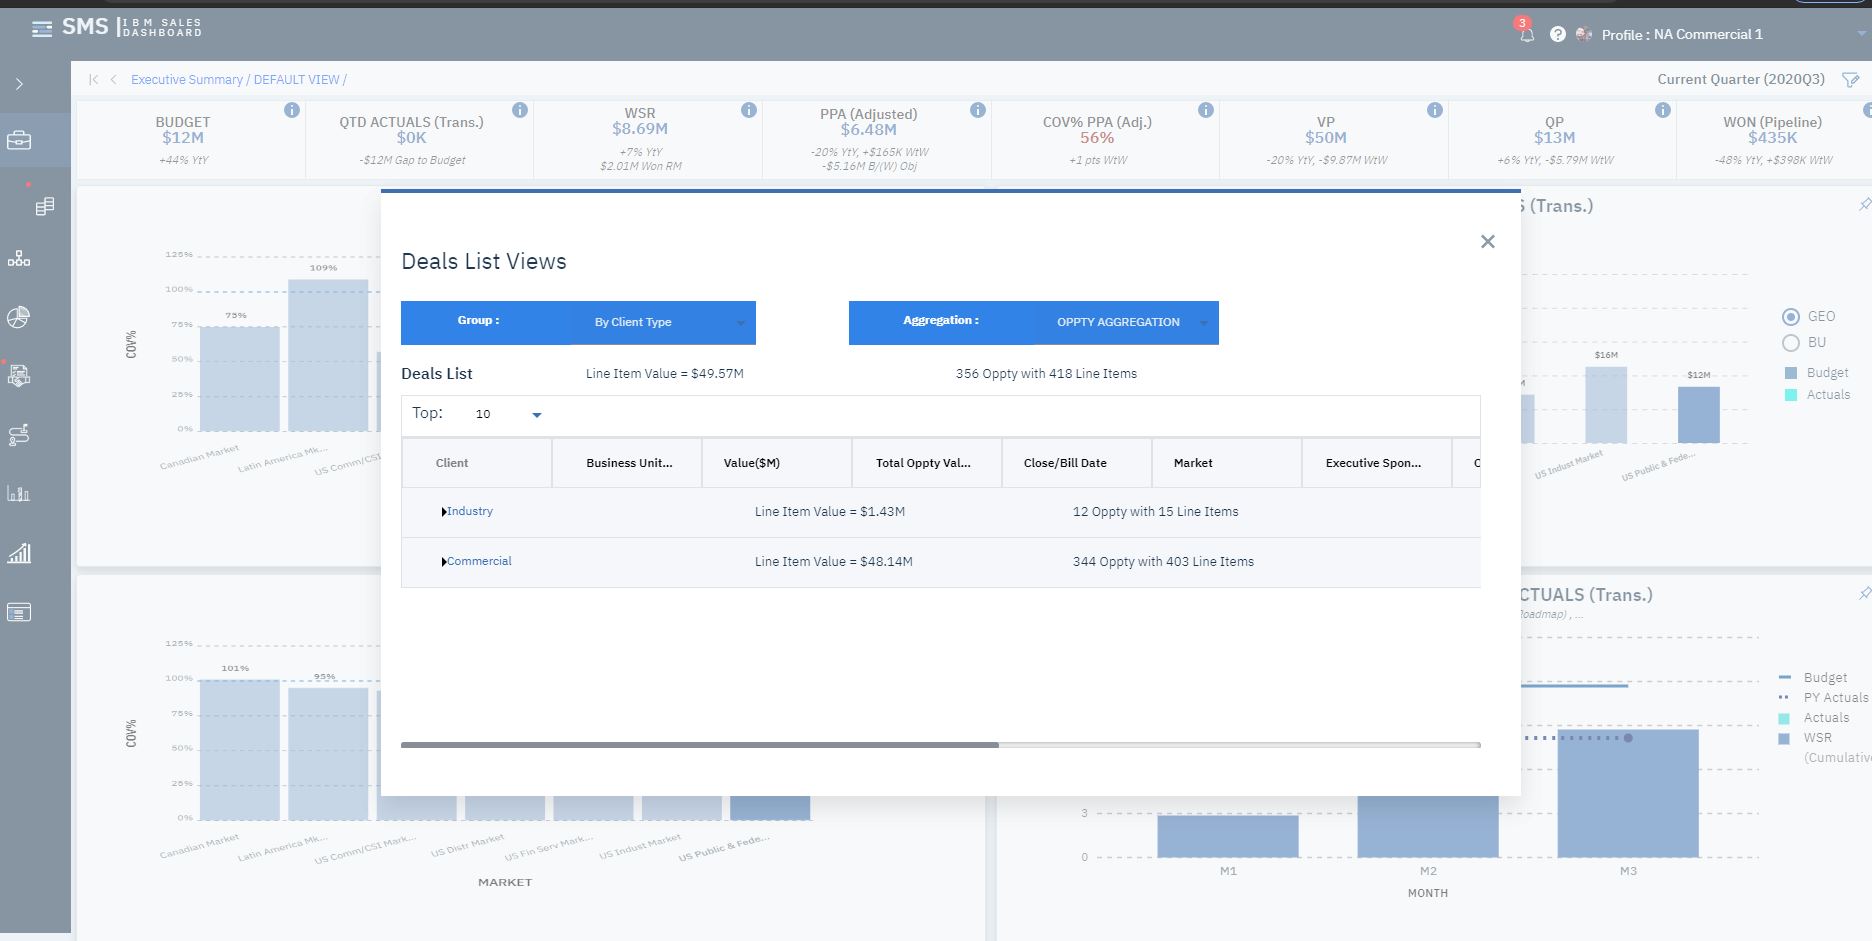 SMS | IBM SALES DASHBOARD
3
?
Profile : NA Commercial 1
Executive Summary / DEFAULT VIEW /
Current Quarter (2020Q3)
BUDGET
$12M
+44% YtY
QTD ACTUALS (Trans.)
$0K
-$12M Gap to Budget
WSR
$8.69M
+7% YtY
$2.01M Won RM
PPA (Adjusted)
$6.48M
-20% YtY, +$165K WtW
-$5.16M B/(W) Obj
COV% PPA (Adj.)
56%
+1 pts WtW
VP
$50M
-20% YtY, -$9.87M WtW
QP
$13M
+6% YtY, -$5.79M WtW
WON (Pipeline)
$435K
-48% YtY, +$398K WtW
COV%
125%
100%
75%
50%
25%
0%
75%
109%
Canadian Market
Latin America Mk...
US Comm/CSI
S (Trans.)
$16M
$12M
US Indust Market
US Public & Fede...
GEO
BU
Budget
Actuals
Deals List Views
Group :
By Client Type
Aggregation :
OPPTY AGGREGATION
Deals List
Line Item Value = $49.57M
356 Oppty with 418 Line Items
Top: 10
Client
Business Unit...
Value($M)
Total Oppty Val...
Close/Bill Date
Market
Executive Spon...
Industry
Line Item Value = $1.43M
12 Oppty with 15 Line Items
Commercial
Line Item Value = $48.14M
344 Oppty with 403 Line Items
COV%
125%
100%
75%
50%
25%
0%
101%
95%
Canadian Market
Latin America Mk...
US Comm/CSI Mark...
US Distr Market
US Fin Serv Mark...
US Indust Market
US Public & Fede...
MARKET
CTUALS (Trans.)
Roadmap) , ...
3
0
M1
M2
M3
MONTH
Budget
PY Actuals
Actuals
WSR
(Cumulative